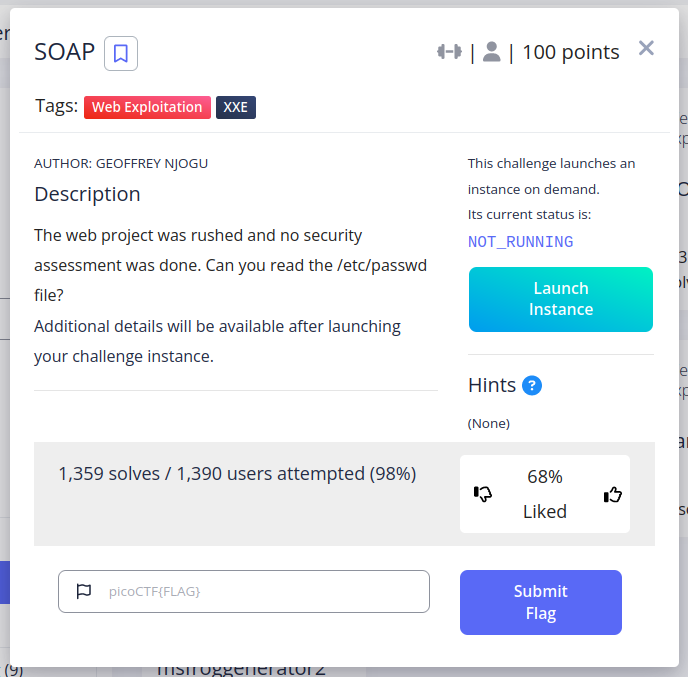 SOAP
| | 100 points
Tags: Web Exploitation XXE
AUTHOR: GEOFFREY NJOGU
Description
The web project was rushed and no security
assessment was done. Can you read the /etc/passwd
file?
Additional details will be available after launching
your challenge instance.
This challenge launches an
instance on demand.
Its current status is:
NOT_RUNNING
Launch
Instance
Hints ?
(None)
1,359 solves / 1,390 users attempted (98%)
68%
Liked
picoCTF{FLAG}
Submit
Flag
(9)
msfroggenerator2